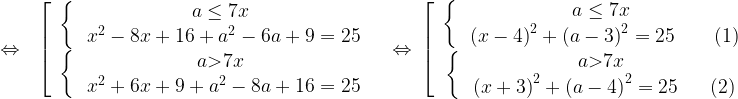 ⇔ [ { a ≤ 7x
x² − 8x + 16 + a² − 6a + 9 = 25
{ a>7x
x² + 6x + 9 + a² − 8a + 16 = 25
⇔ [ { a ≤ 7x
(x − 4)² + (a − 3)² = 25 (1)
{ a>7x
(x + 3)² + (a − 4)² = 25 (2)